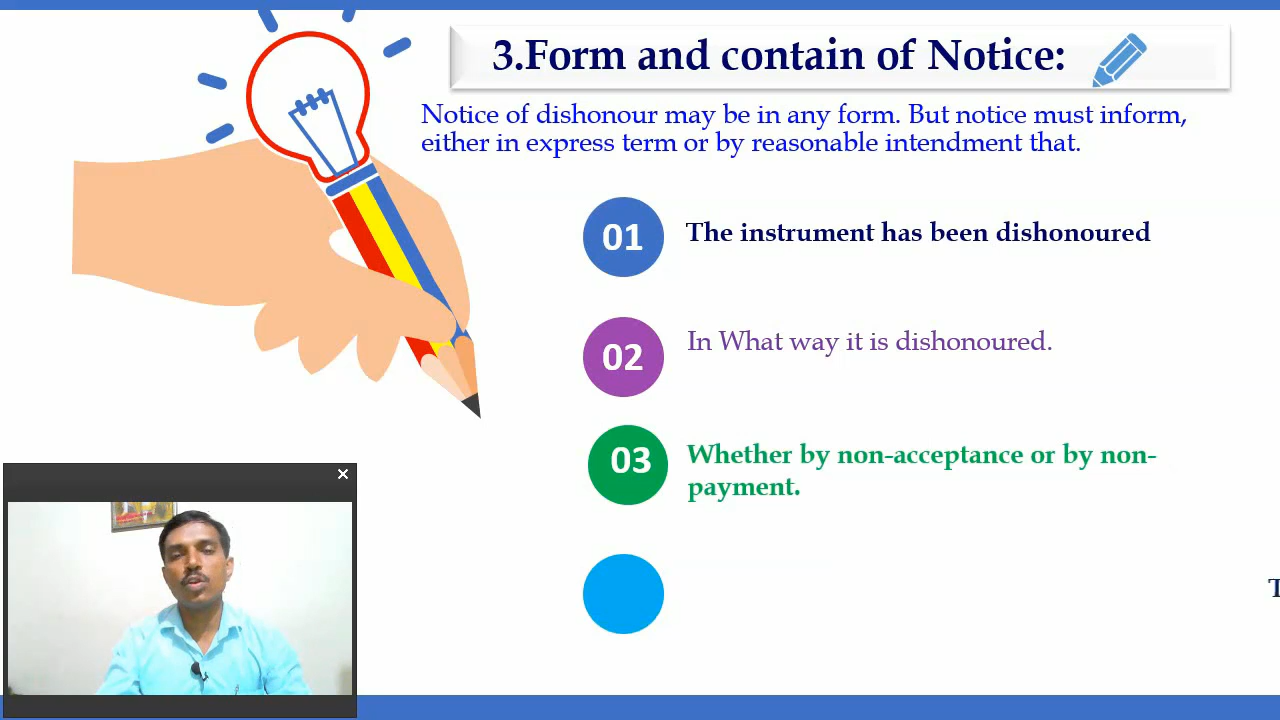 3.Form and contain of Notice:
Notice of dishonour may be in any form. But notice must inform,
either in express term or by reasonable intendment that.
01
The instrument has been dishonoured
02
In What way it is dishonoured.
03
Whether by non-acceptance or by non-
payment.
T